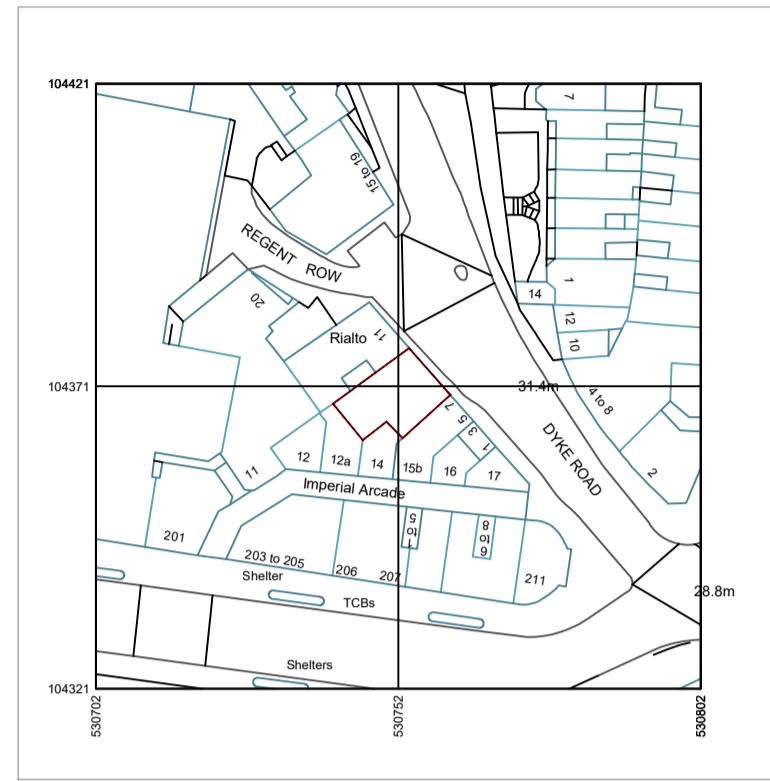 104421
7
15 to 19
REGENT ROW
14
1
20
12
Rialto
11
10
104371
31.4m
4 to 8
7
5
3
1
DYKE ROAD
12
12a
14
15b
16
17
2
11
Imperial Arcade
201
203 to 205
206
207
1 to 5
6 to 8
211
Shelter
TCBs
28.8m
Shelters
104321
530702
530752
530802